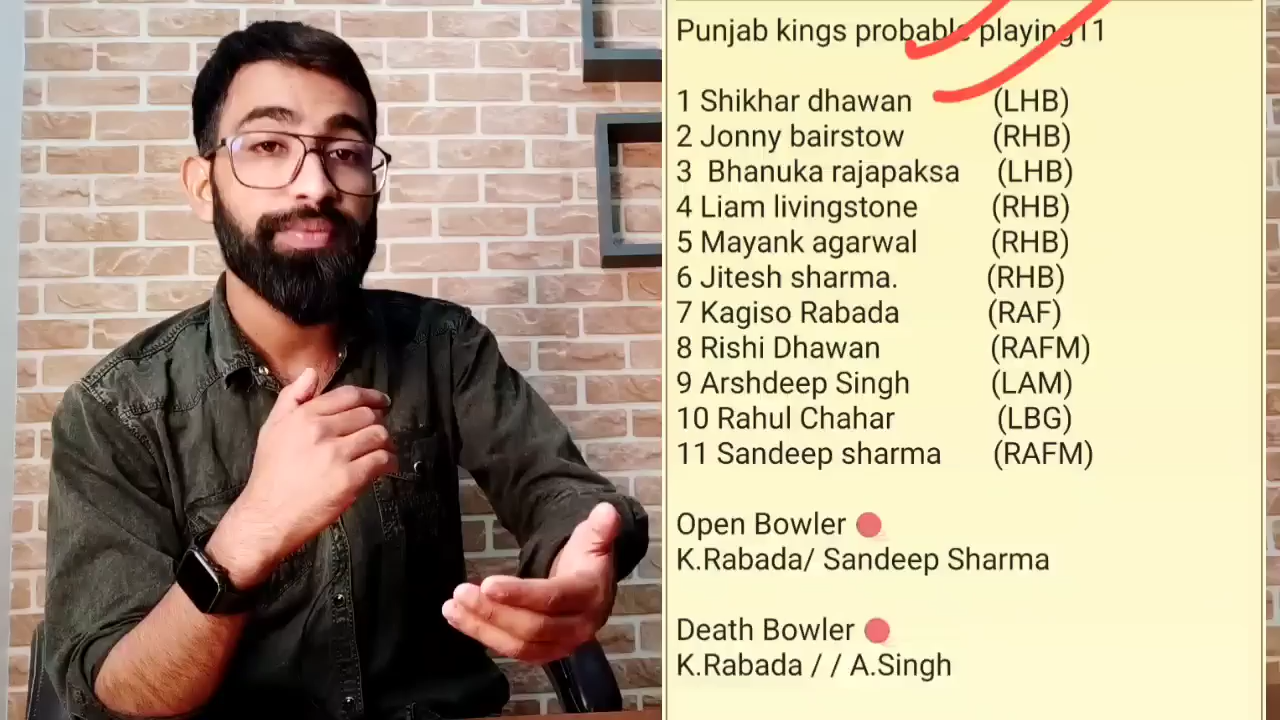 Punjab kings probable playing11
1 Shikhar dhawan (LHB)
2 Jonny bairstow (RHB)
3 Bhanuka rajapaksa (LHB)
4 Liam livingstone (RHB)
5 Mayank agarwal (RHB)
6 Jitesh sharma. (RHB)
7 Kagiso Rabada (RAF)
8 Rishi Dhawan (RAFM)
9 Arshdeep Singh (LAM)
10 Rahul Chahar (LBG)
11 Sandeep sharma (RAFM)
Open Bowler
K.Rabada/ Sandeep Sharma
Death Bowler
K.Rabada / / A.Singh